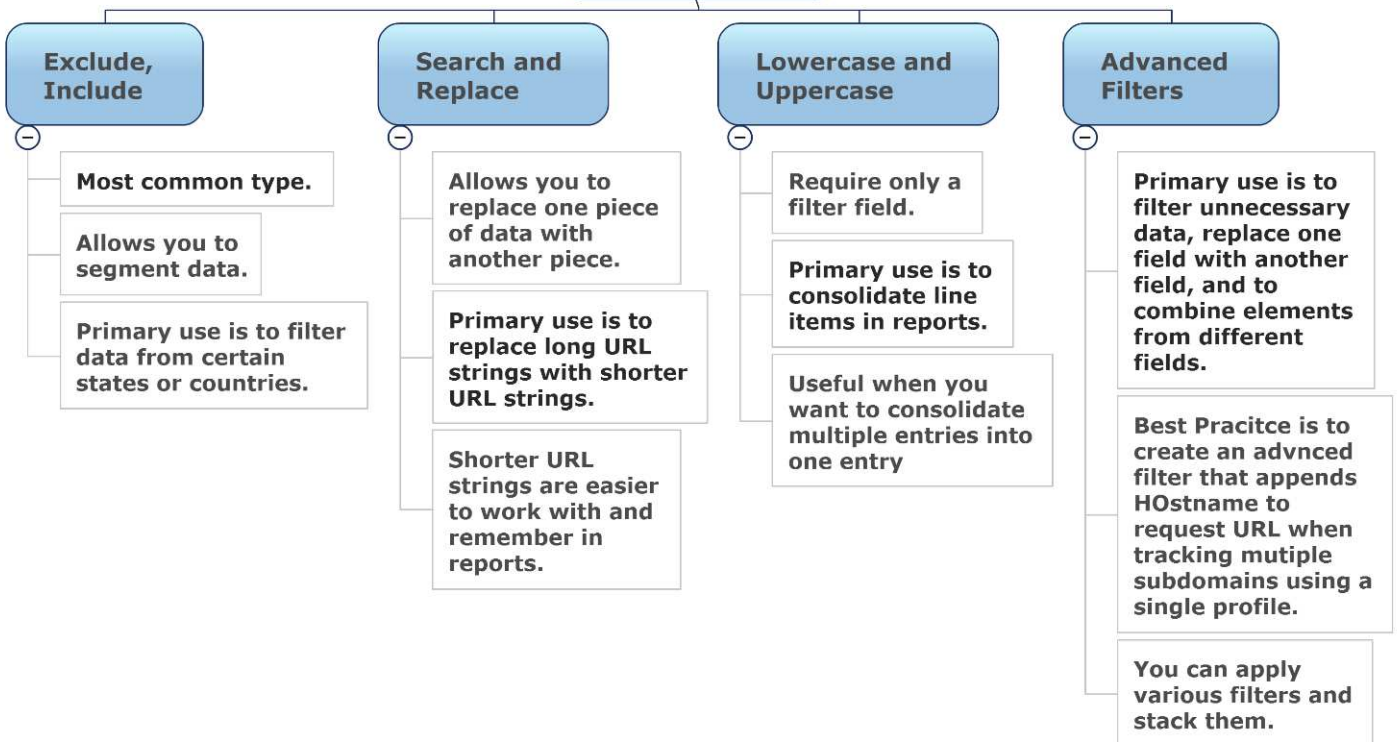 Exclude,
Include
Most common type.
Allows you to
segment data.
Primary use is to filter
data from certain
states or countries.
Search and
Replace
Allows you to
replace one piece
of data with
another piece.
Primary use is to
replace long URL
strings with shorter
URL strings.
Shorter URL
strings are easier
to work with and
remember in
reports.
Lowercase and
Uppercase
Require only a
filter field.
Primary use is to
consolidate line
items in reports.
Useful when you
want to consolidate
multiple entries into
one entry
Advanced
Filters
Primary use is to
filter unnecessary
data, replace one
field with another
field, and to
combine elements
from different
fields.
Best Pracitce is to
create an advnced
filter that appends
HOstname to
request URL when
tracking mutiple
subdomains using a
single profile.
You can apply
various filters and
stack them.